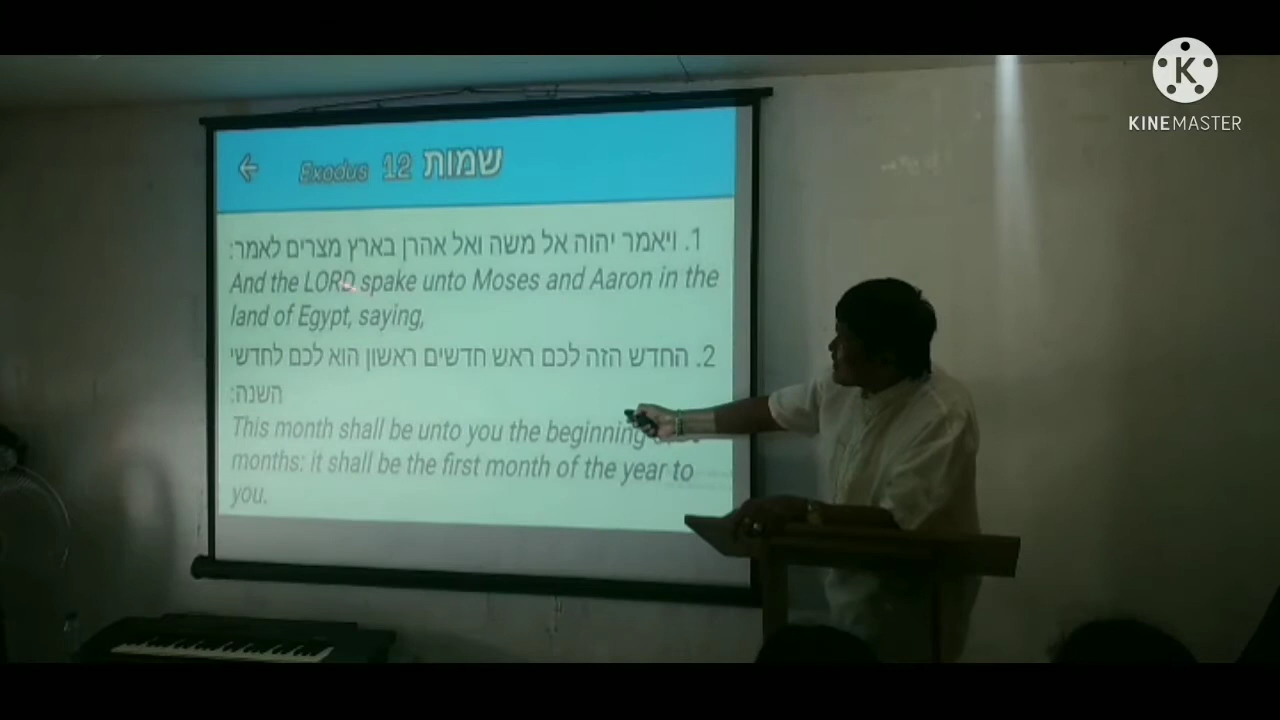 Exodus 12 שמות
1. ויאמר יהוה אל משה ואל אהרן בארץ מצרים לאמר:
And the LORD spake unto Moses and Aaron in the
land of Egypt, saying,
2. החדש הזה לכם ראש חדשים ראשון הוא לכם לחדשי
השנה:
This month shall be unto you the beginning
months: it shall be the first month of the year to
you.
K
KINEMASTER